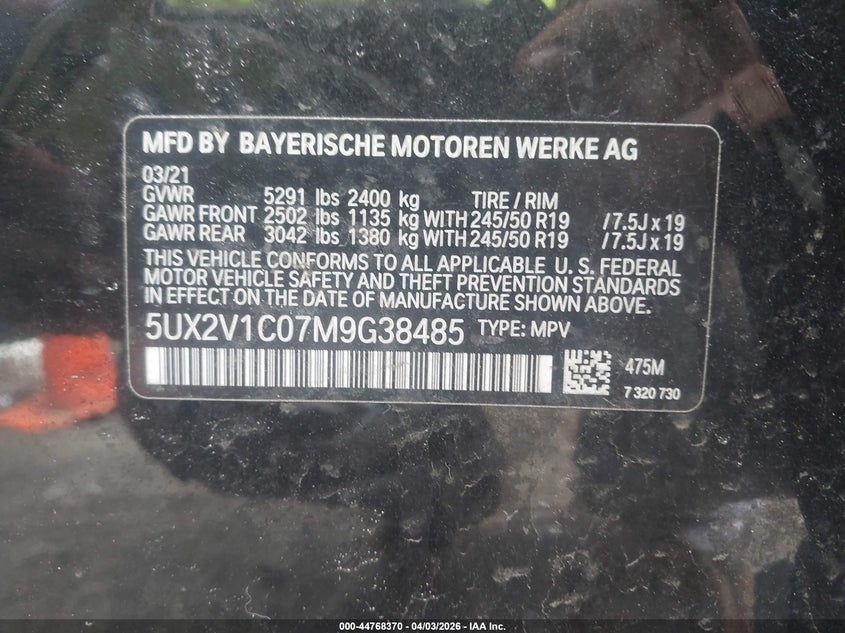 MFD BY BAYERISCHE MOTOREN WERKE AG
03/21
GVWR 5291 lbs 2400 kg TIRE / RIM
GAWR FRONT 2502 lbs 1135 kg WITH 245/50 R19 / 7.5J x 19
GAWR REAR 3042 lbs 1380 kg WITH 245/50 R19 / 7.5J x 19
THIS VEHICLE CONFORMS TO ALL APPLICABLE U. S. FEDERAL
MOTOR VEHICLE SAFETY AND THEFT PREVENTION STANDARDS
IN EFFECT ON THE DATE OF MANUFACTURE SHOWN ABOVE.
5UX2V1C07M9G38485 TYPE: MPV
475M
7 320 730
000-44768370 - 04/03/2026 - IAA Inc.